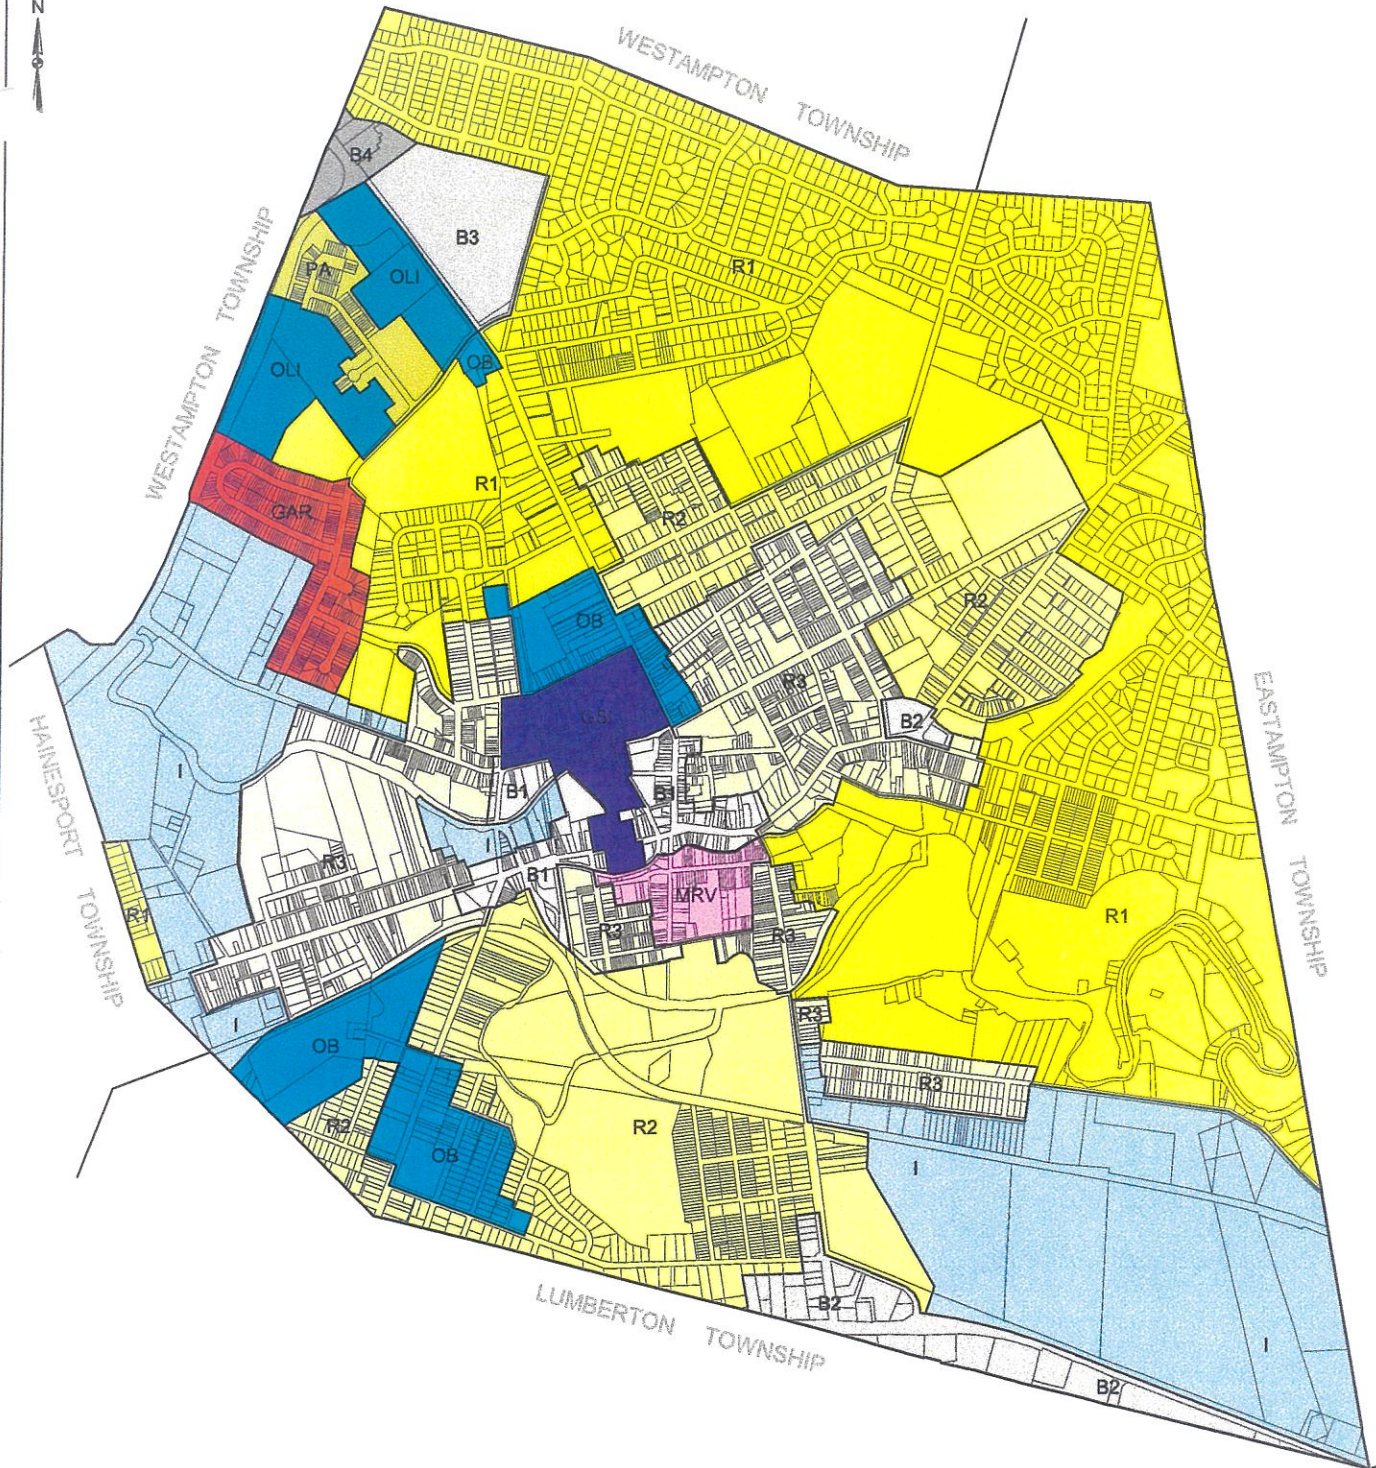 N
WESTAMPTON TOWNSHIP
B4
B3
WESTAMPTON TOWNSHIP
R1
PA
OLI
OB
OLI
R1
GAR
R2
R2
OB
R3
GS
B2
EASTAMPTON TOWNSHIP
HAINESPORT TOWNSHIP
I
B1
B1
I
R3
B1
MRV
R1
R1
R3
R3
R3
I
OB
R3
R2
R2
OB
I
LUMBERTON TOWNSHIP
B2
I
B2